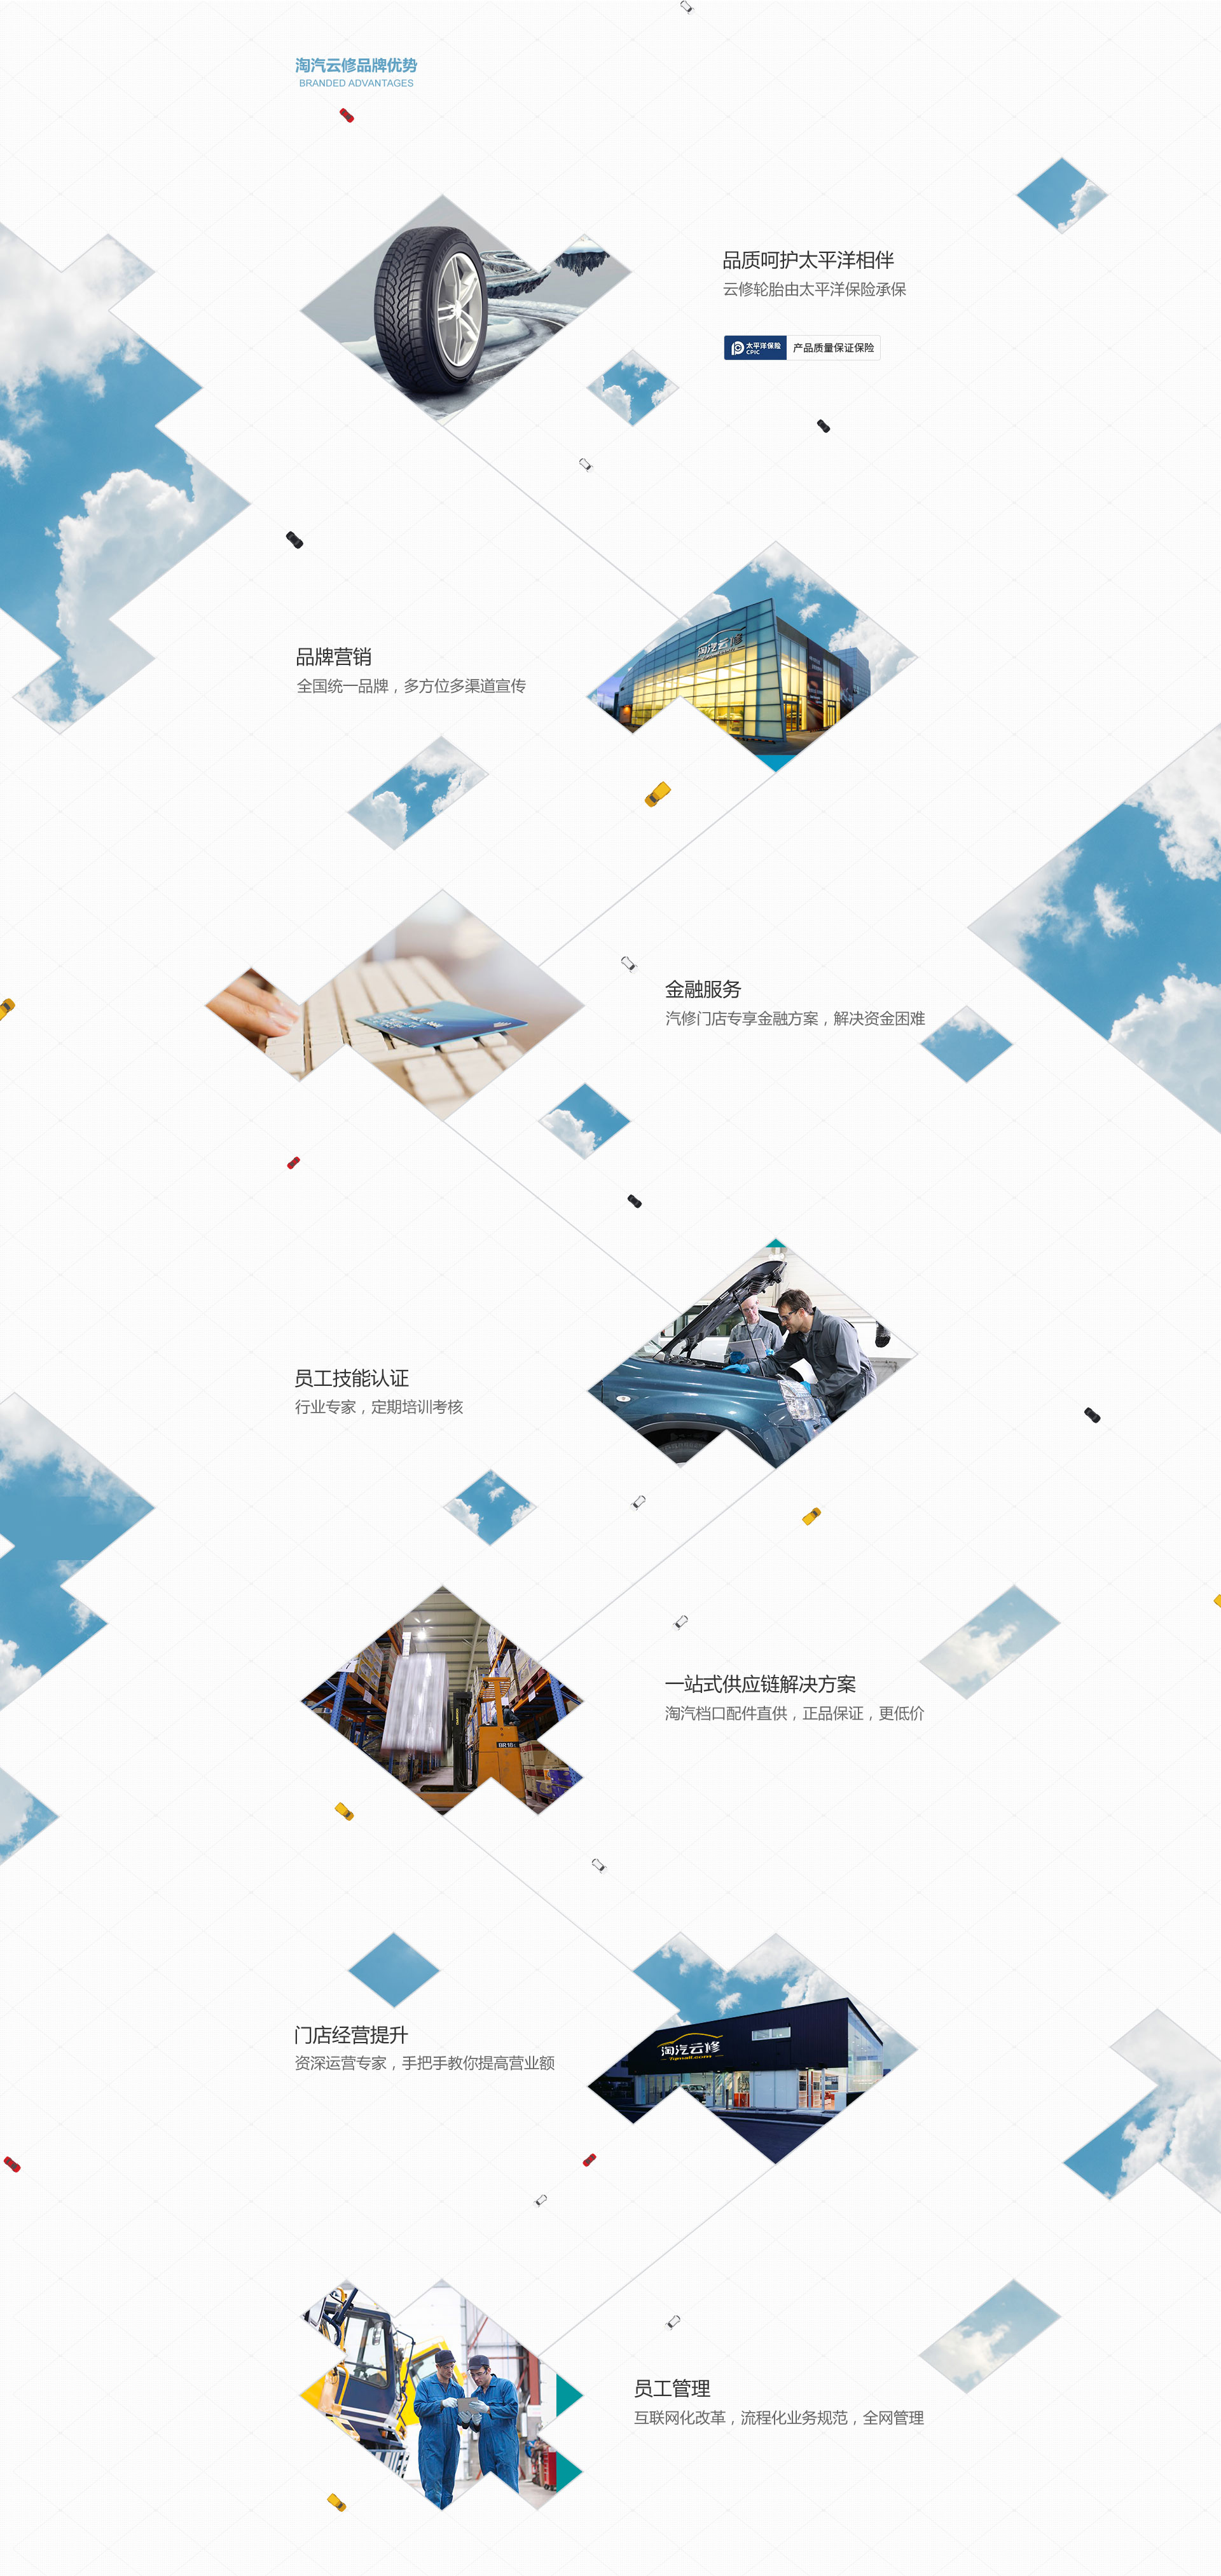 淘汽云修品牌优势
BRANDED ADVANTAGES
品质呵护太平洋相伴
云修轮胎由太平洋保险承保
太平洋保险
CPIC
产品质量保证保险
淘汽云修
品牌营销
全国统一品牌，多方位多渠道宣传
金融服务
汽修门店专享金融方案，解决资金困难
员工技能认证
行业专家，定期培训考核
一站式供应链解决方案
淘汽档口配件直供，正品保证，更低价
门店经营提升
资深运营专家，手把手教你提高营业额
淘汽云修
员工管理
互联网化改革，流程化业务规范，全网管理